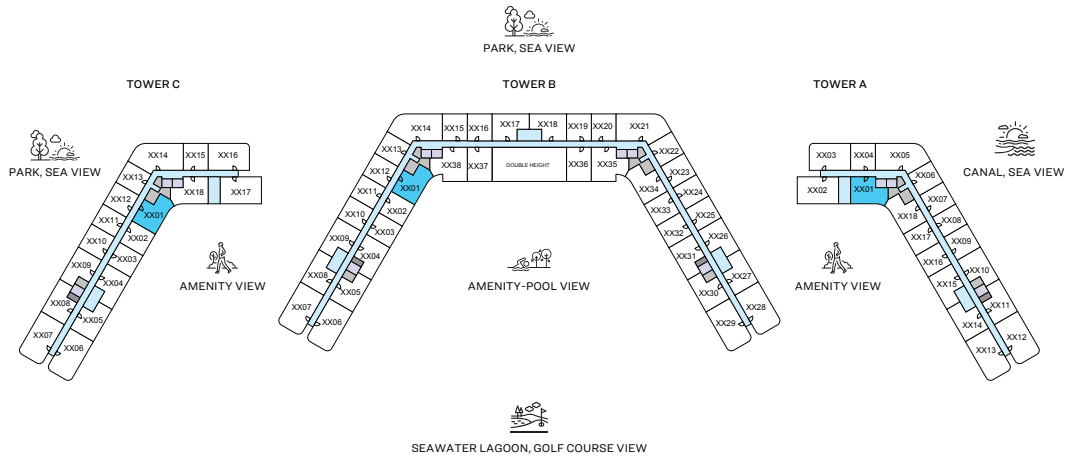 PARK, SEA VIEW
TOWER C
TOWER B
TOWER A
PARK, SEA VIEW
CANAL, SEA VIEW
XX14
XX15
XX16
XX13
XX12
XX11
XX10
XX09
XX08
XX07
XX17
XX18
XX01
XX02
XX03
XX04
XX05
XX06
XX14
XX15
XX16
XX17
XX18
XX19
XX20
XX21
XX13
XX12
XX11
XX10
XX09
XX08
XX07
XX38
XX37
DOUBLE HEIGHT
XX36
XX35
XX01
XX02
XX03
XX04
XX05
XX06
XX22
XX23
XX24
XX25
XX26
XX27
XX28
XX34
XX33
XX32
XX31
XX30
XX29
XX03
XX04
XX05
XX02
XX01
XX06
XX07
XX08
XX09
XX10
XX11
XX12
XX18
XX17
XX16
XX15
XX14
XX13
AMENITY VIEW
AMENITY-POOL VIEW
AMENITY VIEW
SEAWATER LAGOON, GOLF COURSE VIEW